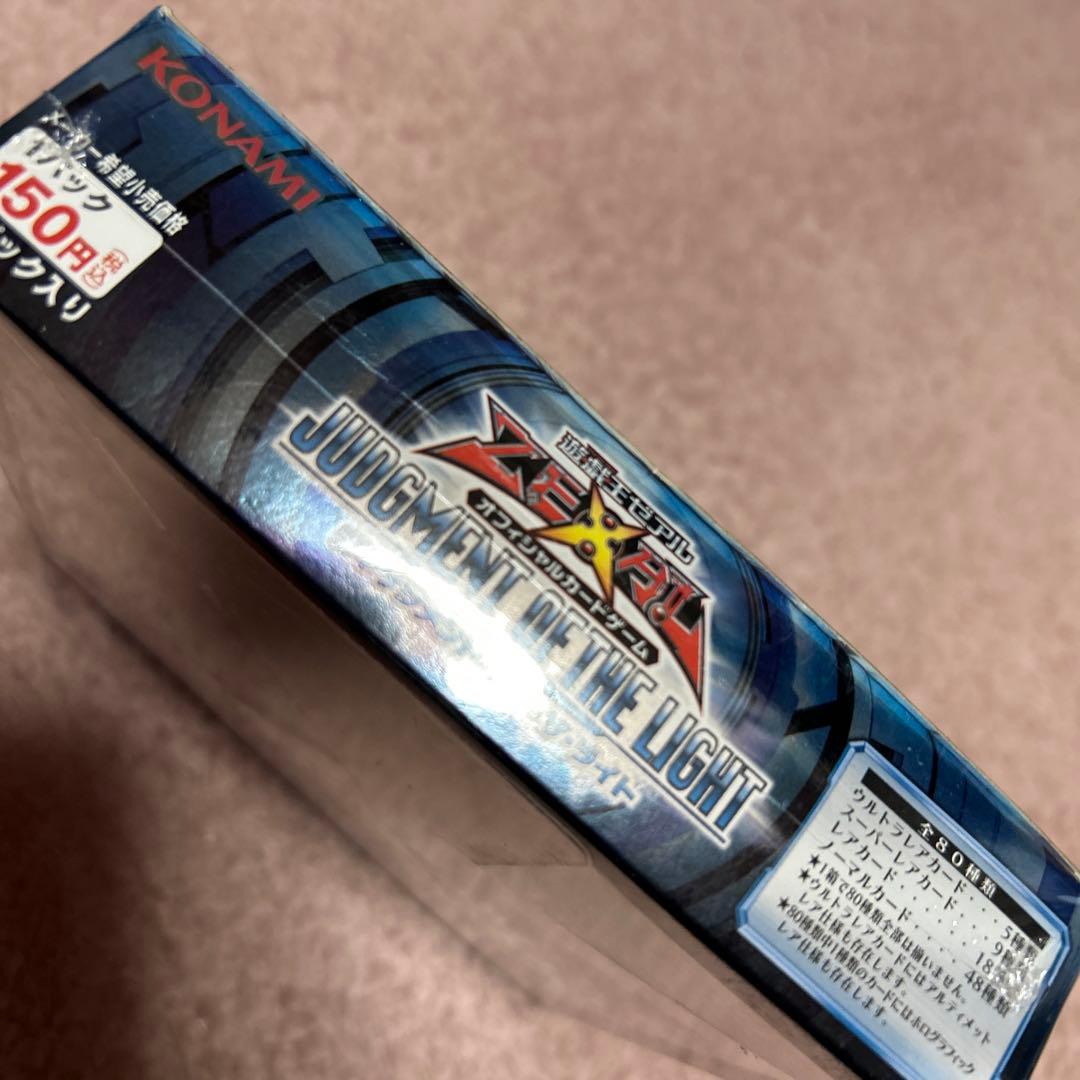 KONAMI
メーカー希望小売価格
1パック
150円
税込
パック入り
遊戯王ゼアル
ZEXAL II
オフィシャルカードゲーム
JUDGMENT OF THE LIGHT
ライト
全80種類
ウルトラレアカード・・・5種類
スーパーレアカード・・・9
レアカード・・・・・・18
ノーマルカード・・・・48種類
★1箱で80種類全部は揃いません。
★ウルトラレアカードにはアルティメット
レア仕様も存在します。
★80種類中1種類のカードにはホログラフィック
レア仕様も存在します。